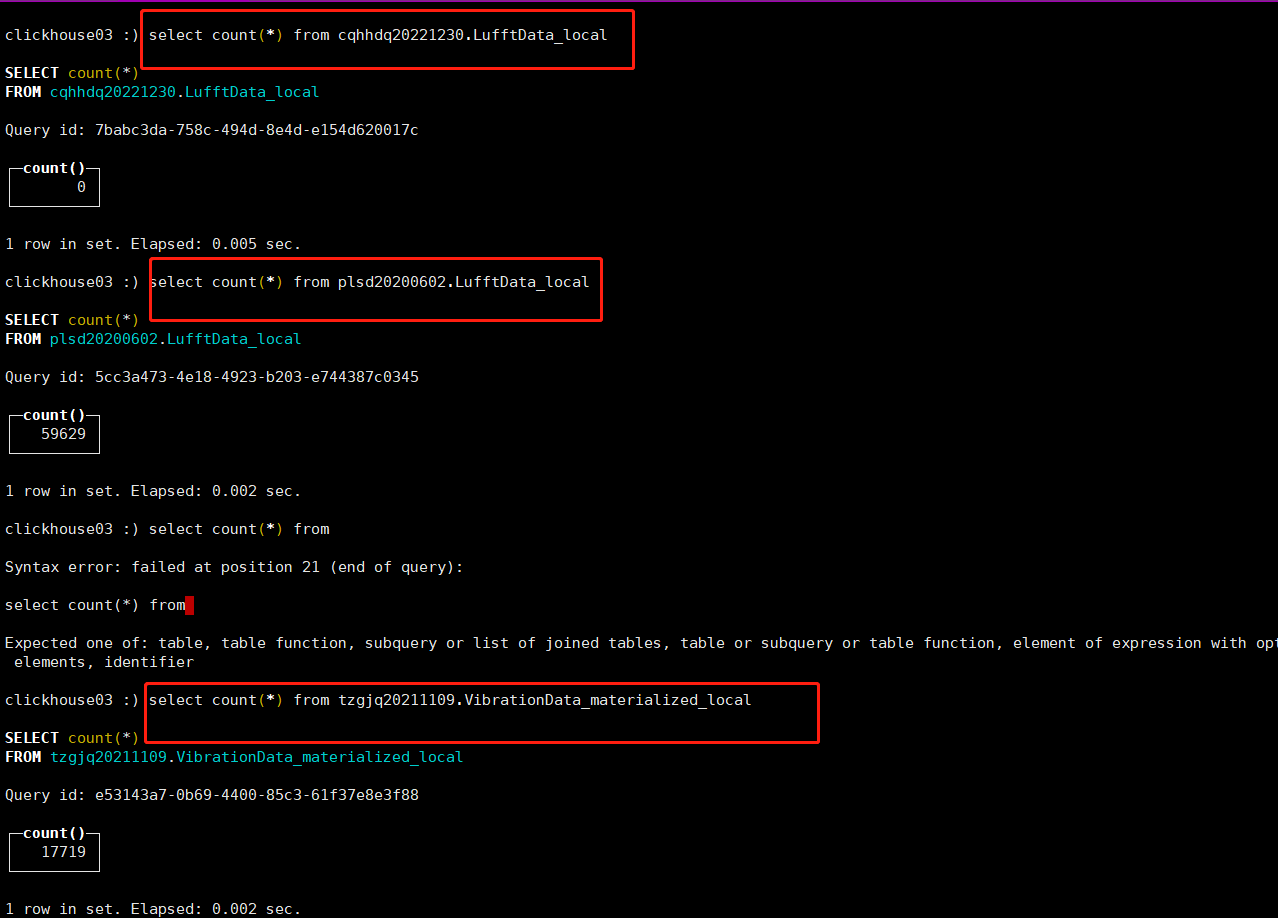 clickhouse03 :) select count(*) from cqhhdq20221230.LufftData_local
SELECT count(*)
FROM cqhhdq20221230.LufftData_local
Query id: 7babc3da-758c-494d-8e4d-e154d620017c
count()
0
1 row in set. Elapsed: 0.005 sec.
clickhouse03 :) select count(*) from plsd20200602.LufftData_local
SELECT count(*)
FROM plsd20200602.LufftData_local
Query id: 5cc3a473-4e18-4923-b203-e744387c0345
count()
59629
1 row in set. Elapsed: 0.002 sec.
clickhouse03 :) select count(*) from
Syntax error: failed at position 21 (end of query):
select count(*) from
Expected one of: table, table function, subquery or list of joined tables, table or subquery or table function, element of expression with opt
elements, identifier
clickhouse03 :) select count(*) from tzgjq20211109.VibrationData_materialized_local
SELECT count(*)
FROM tzgjq20211109.VibrationData_materialized_local
Query id: e53143a7-0b69-4400-85c3-61f37e8e3f88
count()
17719
1 row in set. Elapsed: 0.002 sec.